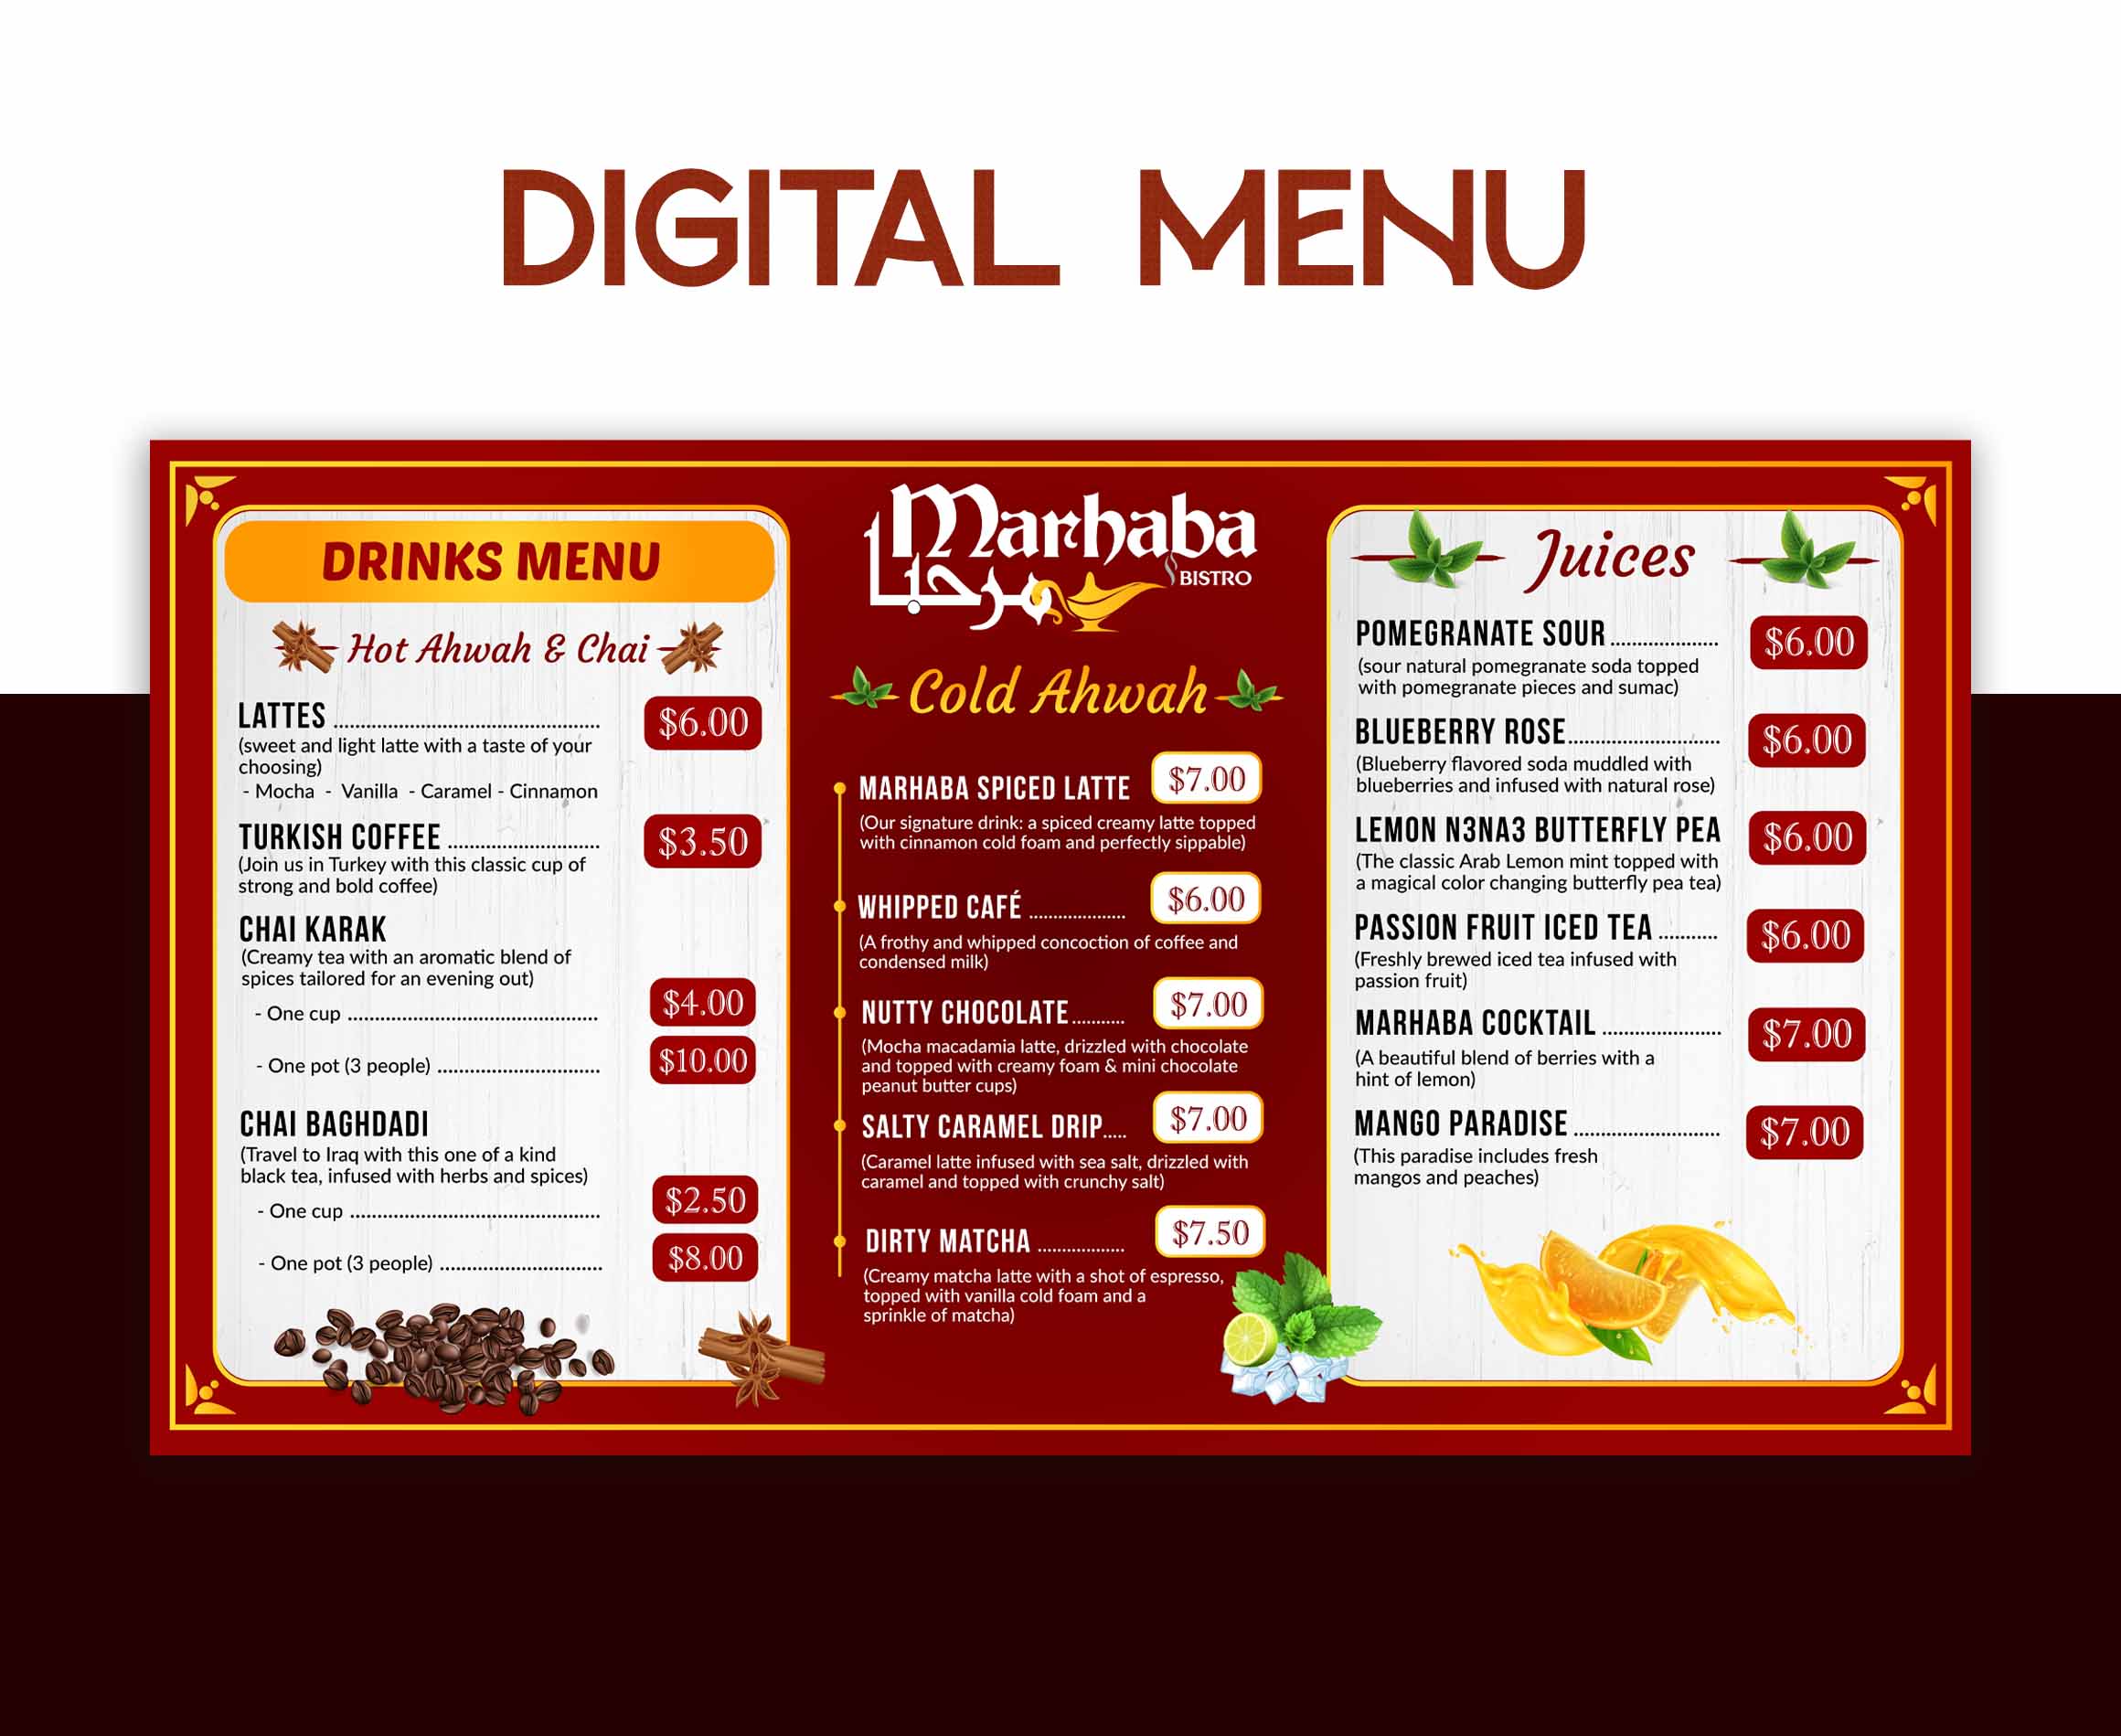 DIGITAL MENU
DRINKS MENU
Hot Ahwah & Chai
LATTES ........ $6.00
(sweet and light latte with a taste of your
choosing)
- Mocha - Vanilla - Caramel - Cinnamon
TURKISH COFFEE ........ $3.50
(Join us in Turkey with this classic cup of
strong and bold coffee)
CHAI KARAK
(Creamy tea with an aromatic blend of
spices tailored for an evening out)
- One cup ........ $4.00
- One pot (3 people) ........ $10.00
CHAI BAGHDADI
(Travel to Iraq with this one of a kind
black tea, infused with herbs and spices)
- One cup ........ $2.50
- One pot (3 people) ........ $8.00
Marhaba
مرحبا
BISTRO
Cold Ahwah
MARHABA SPICED LATTE $7.00
(Our signature drink: a spiced creamy latte topped
with cinnamon cold foam and perfectly sippable)
WHIPPED CAFÉ ........ $6.00
(A frothy and whipped concoction of coffee and
condensed milk)
NUTTY CHOCOLATE ........ $7.00
(Mocha macadamia latte, drizzled with chocolate
and topped with creamy foam & mini chocolate
peanut butter cups)
SALTY CARAMEL DRIP..... $7.00
(Caramel latte infused with sea salt, drizzled with
caramel and topped with crunchy salt)
DIRTY MATCHA ........ $7.50
(Creamy matcha latte with a shot of espresso,
topped with vanilla cold foam and a
sprinkle of matcha)
Juices
POMEGRANATE SOUR ........ $6.00
(sour natural pomegranate soda topped
with pomegranate pieces and sumac)
BLUEBERRY ROSE........ $6.00
(Blueberry flavored soda muddled with
blueberries and infused with natural rose)
LEMON N3NA3 BUTTERFLY PEA $6.00
(The classic Arab Lemon mint topped with
a magical color changing butterfly pea tea)
PASSION FRUIT ICED TEA ........ $6.00
(Freshly brewed iced tea infused with
passion fruit)
MARHABA COCKTAIL ........ $7.00
(A beautiful blend of berries with a
hint of lemon)
MANGO PARADISE ........ $7.00
(This paradise includes fresh
mangos and peaches)